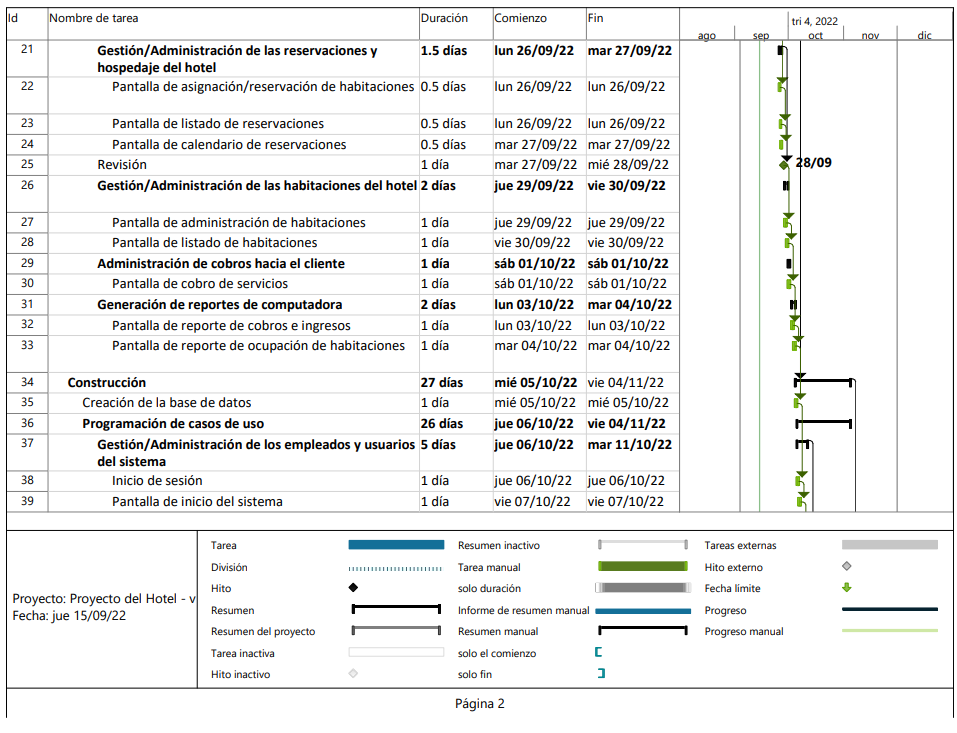 Id Nombre de tarea Duración Comienzo Fin
tri 4, 2022
ago sep oct nov dic
21 Gestión/Administración de las reservaciones y 1.5 días lun 26/09/22 mar 27/09/22
hospedaje del hotel
22 Pantalla de asignación/reservación de habitaciones 0.5 días lun 26/09/22 lun 26/09/22
23 Pantalla de listado de reservaciones 0.5 días lun 26/09/22 lun 26/09/22
24 Pantalla de calendario de reservaciones 0.5 días mar 27/09/22 mar 27/09/22
25 Revisión 1 día mar 27/09/22 mié 28/09/22 28/09
26 Gestión/Administración de las habitaciones del hotel 2 días jue 29/09/22 vie 30/09/22
27 Pantalla de administración de habitaciones 1 día jue 29/09/22 jue 29/09/22
28 Pantalla de listado de habitaciones 1 día vie 30/09/22 vie 30/09/22
29 Administración de cobros hacia el cliente 1 día sáb 01/10/22 sáb 01/10/22
30 Pantalla de cobro de servicios 1 día sáb 01/10/22 sáb 01/10/22
31 Generación de reportes de computadora 2 días lun 03/10/22 mar 04/10/22
32 Pantalla de reporte de cobros e ingresos 1 día lun 03/10/22 lun 03/10/22
33 Pantalla de reporte de ocupación de habitaciones 1 día mar 04/10/22 mar 04/10/22
34 Construcción 27 días mié 05/10/22 vie 04/11/22
35 Creación de la base de datos 1 día mié 05/10/22 mié 05/10/22
36 Programación de casos de uso 26 días jue 06/10/22 vie 04/11/22
37 Gestión/Administración de los empleados y usuarios 5 días jue 06/10/22 mar 11/10/22
del sistema
38 Inicio de sesión 1 día jue 06/10/22 jue 06/10/22
39 Pantalla de inicio del sistema 1 día vie 07/10/22 vie 07/10/22
Proyecto: Proyecto del Hotel - v
Fecha: jue 15/09/22
Tarea
División
Hito
Resumen
Resumen del proyecto
Tarea inactiva
Hito inactivo
Resumen inactivo
Tarea manual
solo duración
Informe de resumen manual
Resumen manual
solo el comienzo
solo fin
Tareas externas
Hito externo
Fecha límite
Progreso
Progreso manual
Página 2